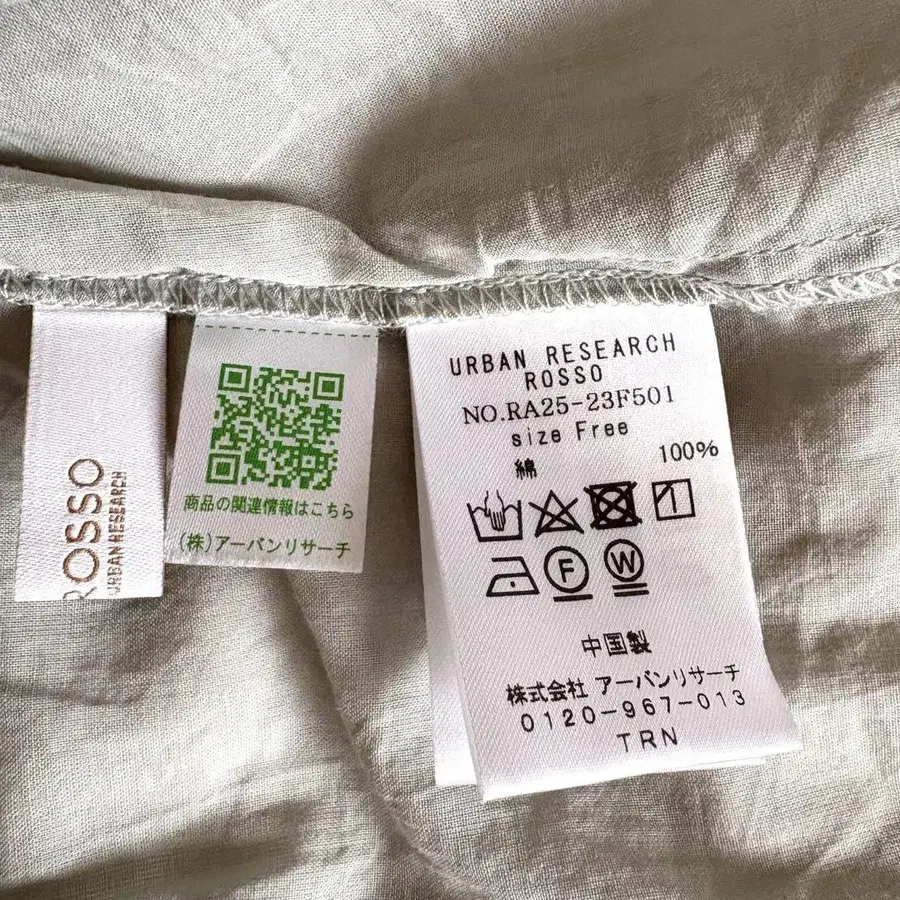 ROSSO
URBAN RESEARCH
商品の関連情報はこちら
(株)アーバンリサーチ
URBAN RESEARCH
ROSSO
NO.RA25-23F501
size Free
綿 100%
F W
中国製
株式会社 アーバンリサーチ
0120-967-013
TRN